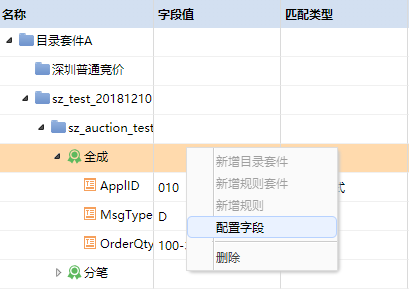 名称 字段值 匹配类型
目录套件A
深圳普通竞价
sz_test_20181210
sz_auction_test
全成
新增目录套件
ApplID 010 式
新增规则套件
新增规则
MsgType D
配置字段
OrderQty 100-
删除
分笔